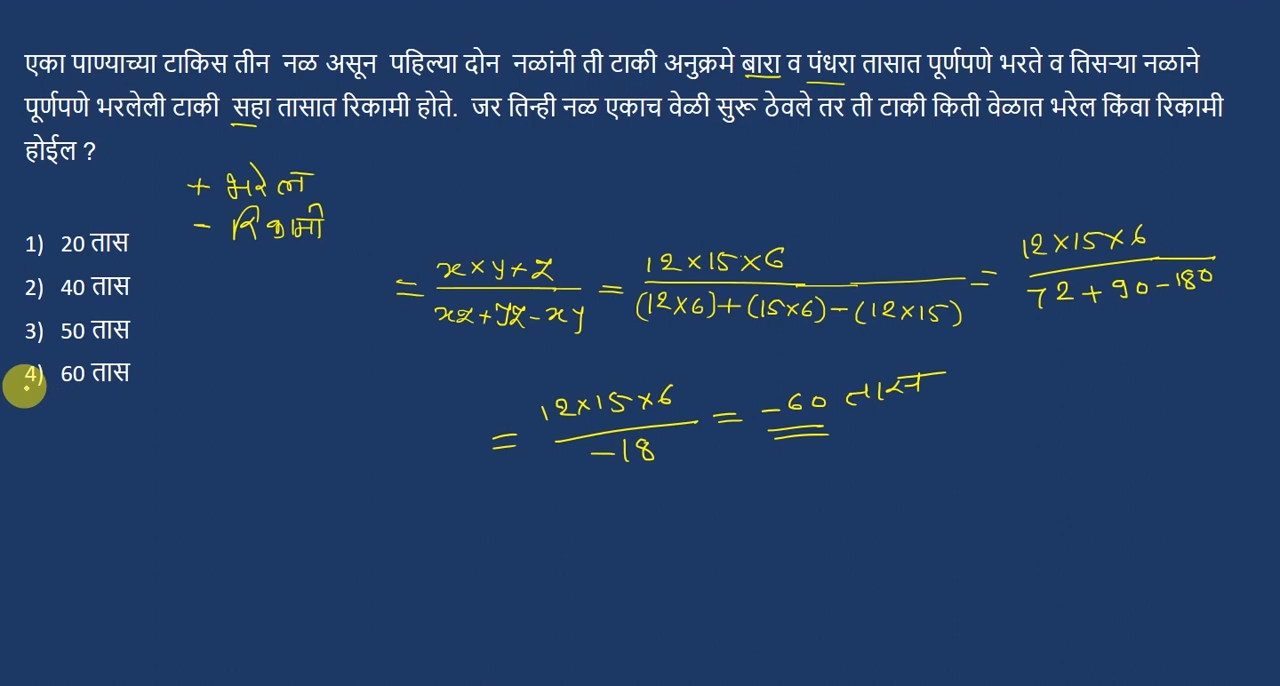 एका पाण्याच्या टाकिस तीन नळ असून पहिल्या दोन नळांनी ती टाकी अनुक्रमे बारा व पंधरा तासात पूर्णपणे भरते व तिसऱ्या नळाने
पूर्णपणे भरलेली टाकी सहा तासात रिकामी होते. जर तिन्ही नळ एकाच वेळी सुरू ठेवले तर ती टाकी किती वेळात भरेल किंवा रिकामी
होईल ?
+ भरेल
- रिकामी
1) 20 तास
2) 40 तास
3) 50 तास
4) 60 तास
= x×y×z / xz+yz-xy = 12×15×6 / (12×6)+(15×6)-(12×15) = 12×15×6 / 72+90-180
= 12×15×6 / -18 = -60 तास